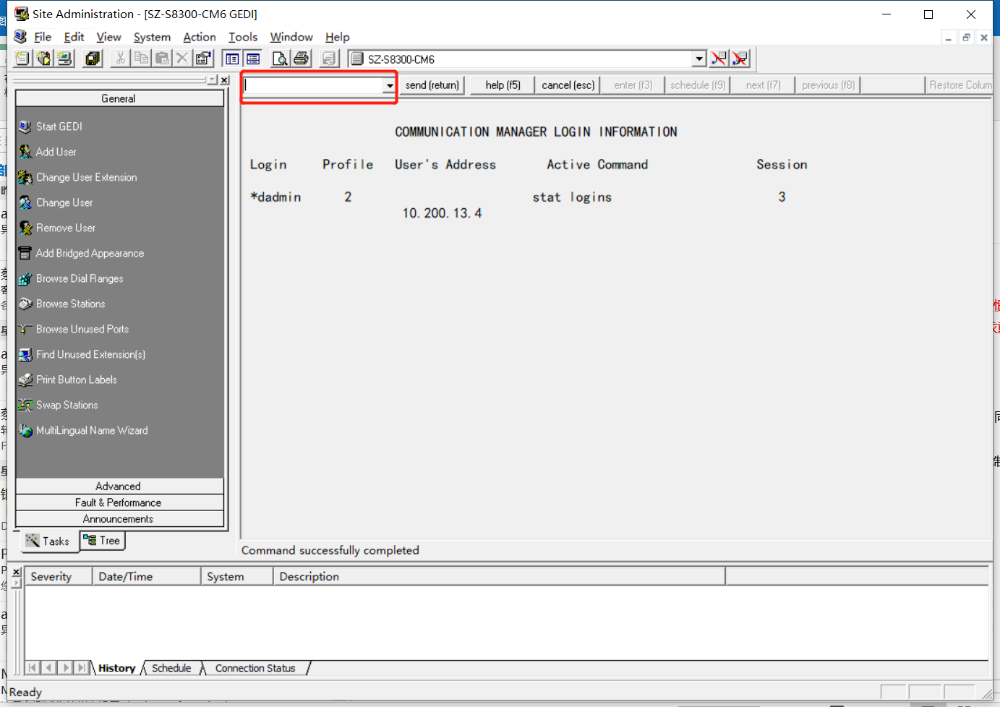 Site Administration - [SZ-S8300-CM6 GEDI]
File Edit View System Action Tools Window Help
SZ-S8300-CM6
send (return) help (f5) cancel (esc) enter (f3) schedule (f9) next (f7) previous (f8) Restore Colum
General
Start GEDI
Add User
Change User Extension
Change User
Remove User
Add Bridged Appearance
Browse Dial Ranges
Browse Stations
Browse Unused Ports
Find Unused Extension(s)
Print Button Labels
Swap Stations
MultiLingual Name Wizard
Advanced
Fault & Performance
Announcements
Tasks Tree
COMMUNICATION MANAGER LOGIN INFORMATION
Login Profile User's Address Active Command Session
*dadmin 2 stat logins 3
10.200.13.4
Command successfully completed
Severity Date/Time System Description
History Schedule Connection Status
Ready